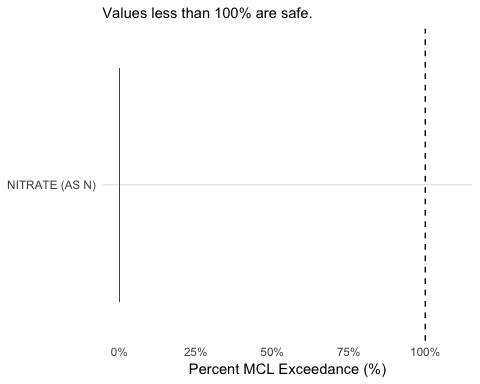 Values less than 100% are safe.
NITRATE (AS N)
0% 25% 50% 75% 100%
Percent MCL Exceedance (%)